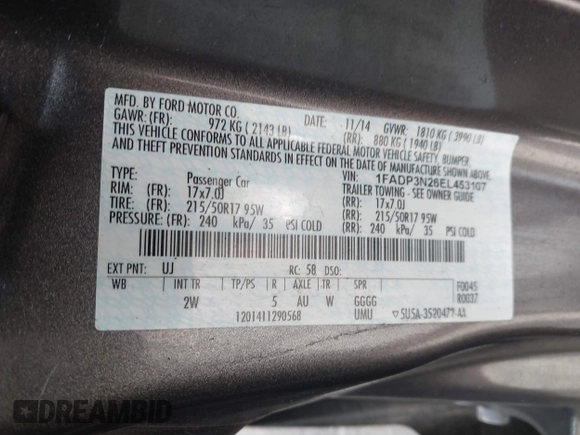 MFD. BY FORD MOTOR CO.
DATE: 11/14 GVWR: 1810 KG ( 3990 LB)
GAWR: (FR): 972 KG ( 2143 LB) (RR): 880 KG ( 1940 LB)
THIS VEHICLE CONFORMS TO ALL APPLICABLE FEDERAL MOTOR VEHICLE SAFETY, BUMPER,
AND THEFT PREVENTION STANDARDS IN EFFECT ON THE DATE OF MANUFACTURE SHOWN ABOVE.
1FADP3N26EL453107
TYPE: Passenger Car TRAILER TOWING - SEE OWNER GUIDE
RIM: (FR): 17x7.0J (RR): 17x7.0J
TIRE: (FR): 215/50R17 95W (RR): 215/50R17 95W
PRESSURE: (FR): 240 kPa/ 35 PSI COLD (RR): 240 kPa/ 35 PSI COLD
EXT PNT: UJ RC: 58 DSO: F0045
WB INT TR TP/PS R AXLE TR SPR R0037
2W 5 AU W GGGG
1201411290568 UMU ▽ 5USA-3520472-AA
DREAMBID